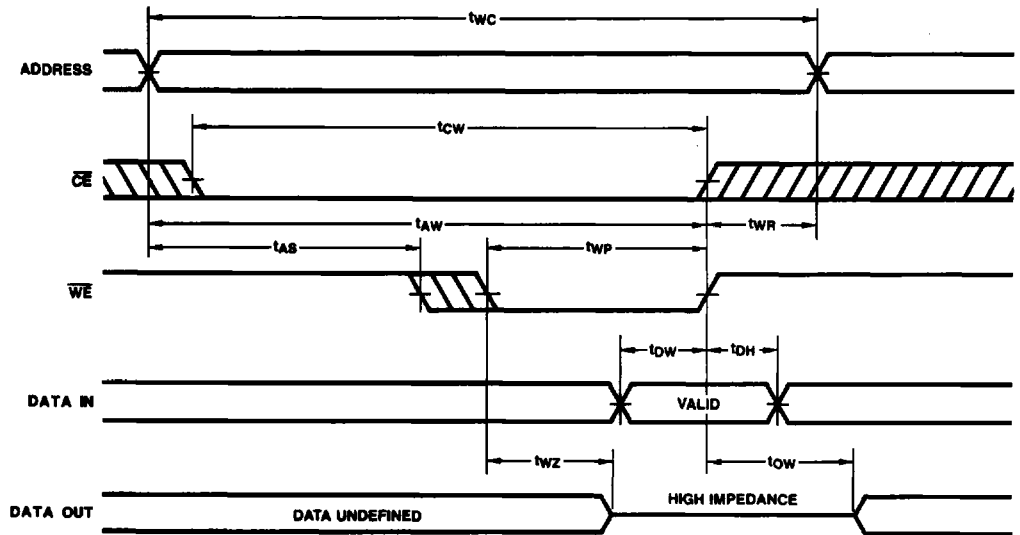 tWC
ADDRESS
tCW
CE
tAW
tWR
tAS
tWP
WE
tDW
tDH
DATA IN
VALID
tWZ
tOW
DATA OUT
DATA UNDEFINED
HIGH IMPEDANCE